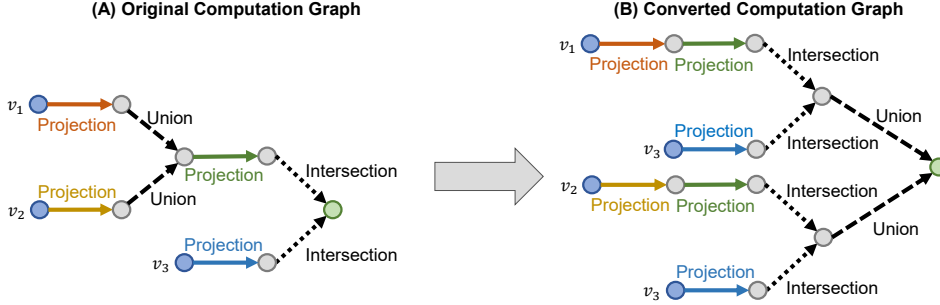 (A) Original Computation Graph
v1
Projection
Union
Projection
Union
v2
Projection
Intersection
Projection
v3
Intersection
(B) Converted Computation Graph
v1
Projection
Projection
Intersection
Projection
v3
Intersection
Union
v2
Projection
Projection
Intersection
Union
Projection
v3
Intersection